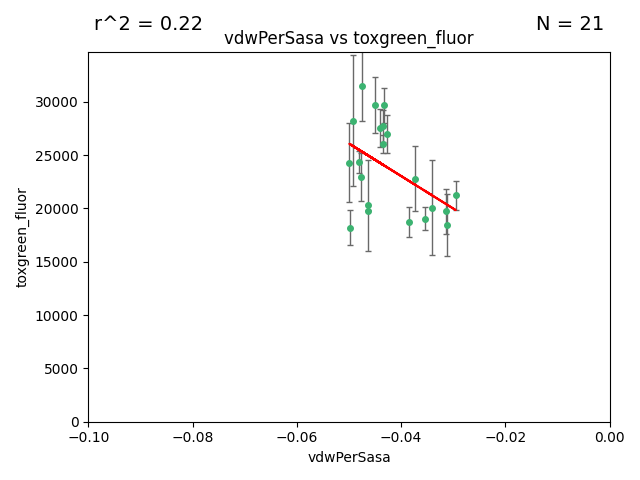 r^2 = 0.22
N = 21
vdwPerSasa vs toxgreen_fluor
30000
25000
20000
15000
10000
5000
0
toxgreen_fluor
−0.10
−0.08
−0.06
−0.04
−0.02
0.00
vdwPerSasa